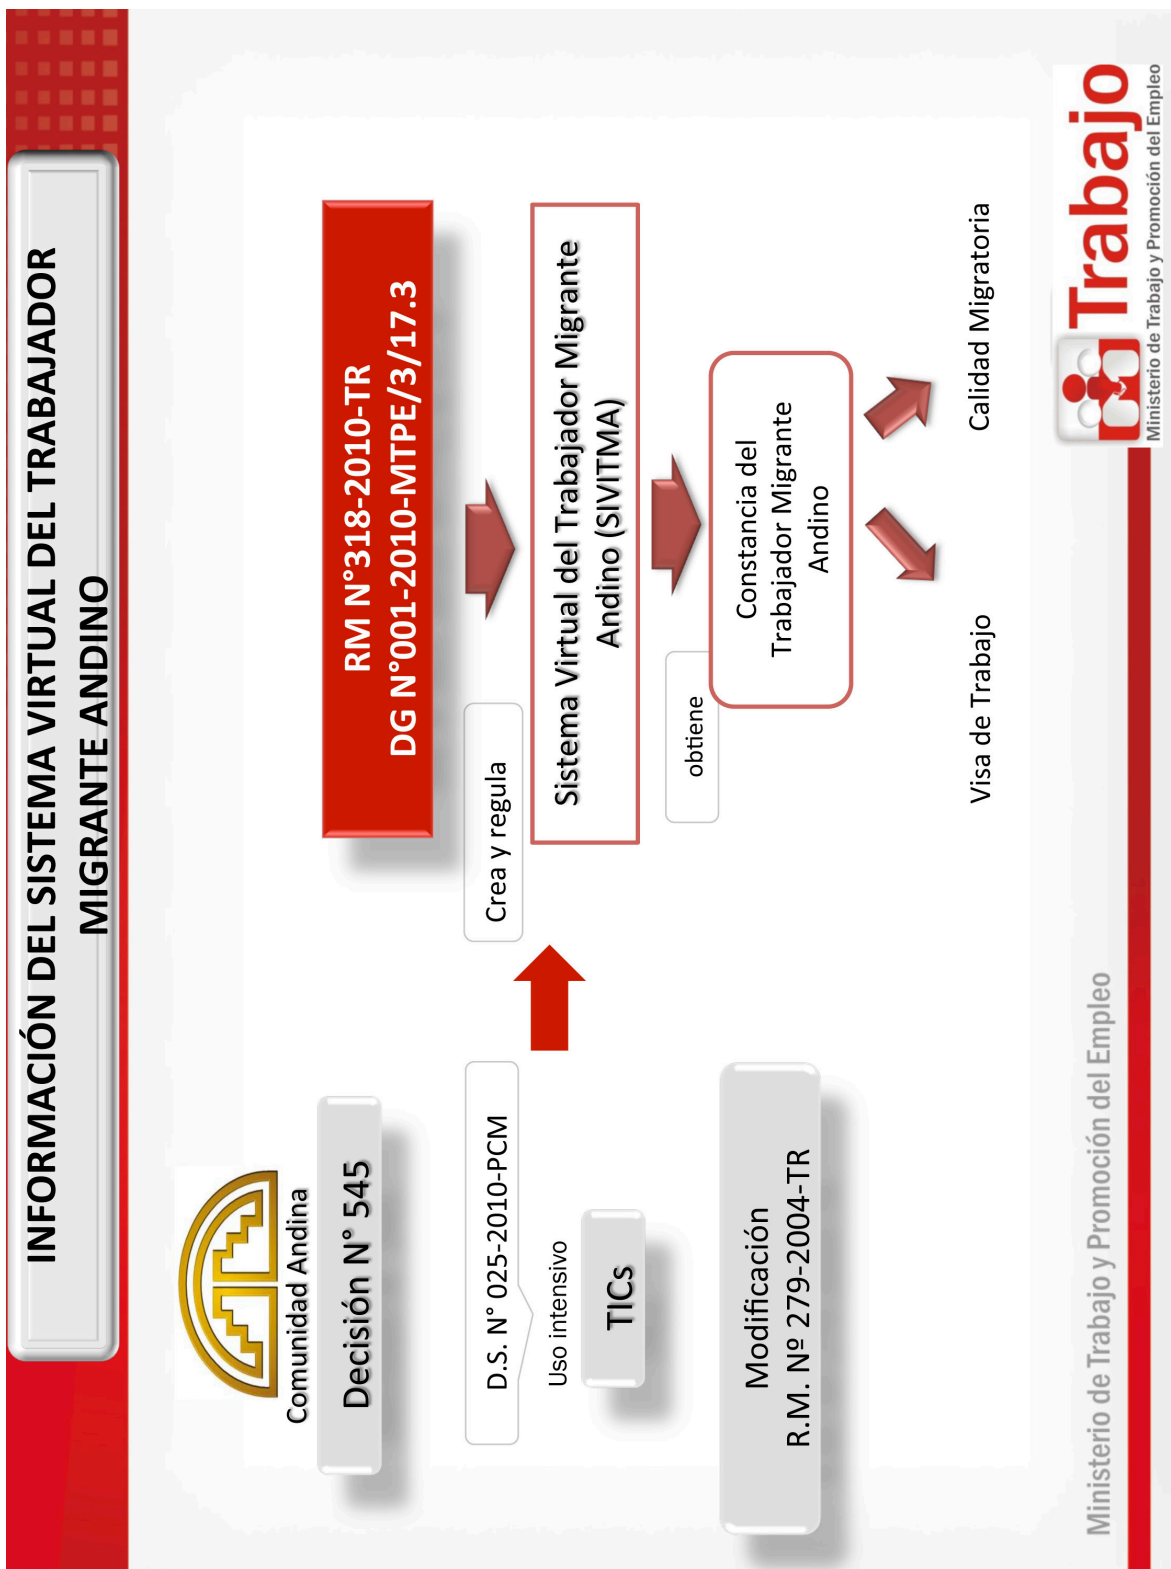 INFORMACIÓN DEL SISTEMA VIRTUAL DEL TRABAJADOR
MIGRANTE ANDINO
Comunidad Andina
Decisión N° 545
D.S. N° 025-2010-PCM
Uso intensivo
TICs
Modificación
R.M. Nº 279-2004-TR
RM N°318-2010-TR
DG N°001-2010-MTPE/3/17.3
Crea y regula
Sistema Virtual del Trabajador Migrante
Andino (SIVITMA)
obtiene
Constancia del
Trabajador Migrante
Andino
Visa de Trabajo
Calidad Migratoria
Ministerio de Trabajo y Promoción del Empleo
Trabajo
Ministerio de Trabajo y Promoción del Empleo